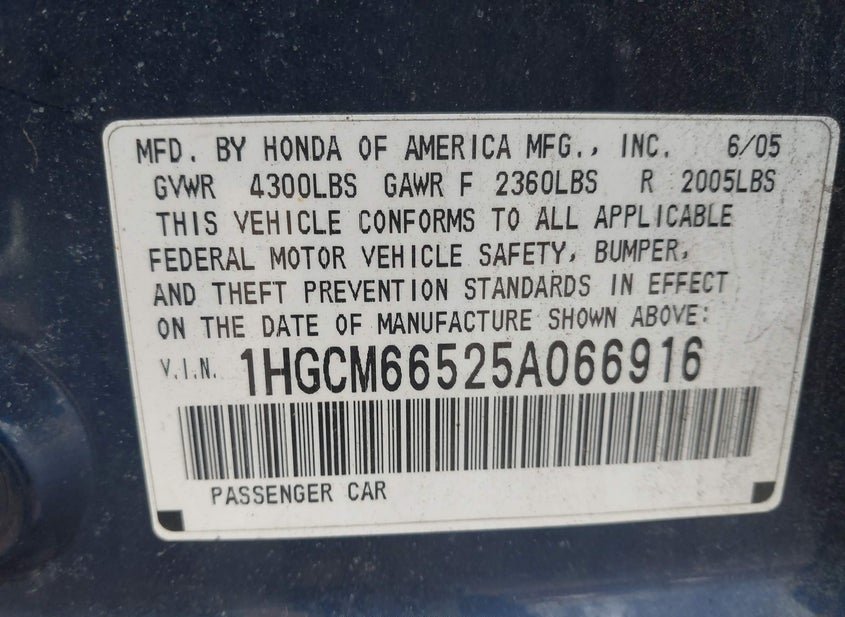 MFD. BY HONDA OF AMERICA MFG., INC. 6/05
GVWR 4300LBS GAWR F 2360LBS R 2005LBS
THIS VEHICLE CONFORMS TO ALL APPLICABLE
FEDERAL MOTOR VEHICLE SAFETY, BUMPER,
AND THEFT PREVENTION STANDARDS IN EFFECT
ON THE DATE OF MANUFACTURE SHOWN ABOVE:
V.I.N. 1HGCM66525A066916
PASSENGER CAR